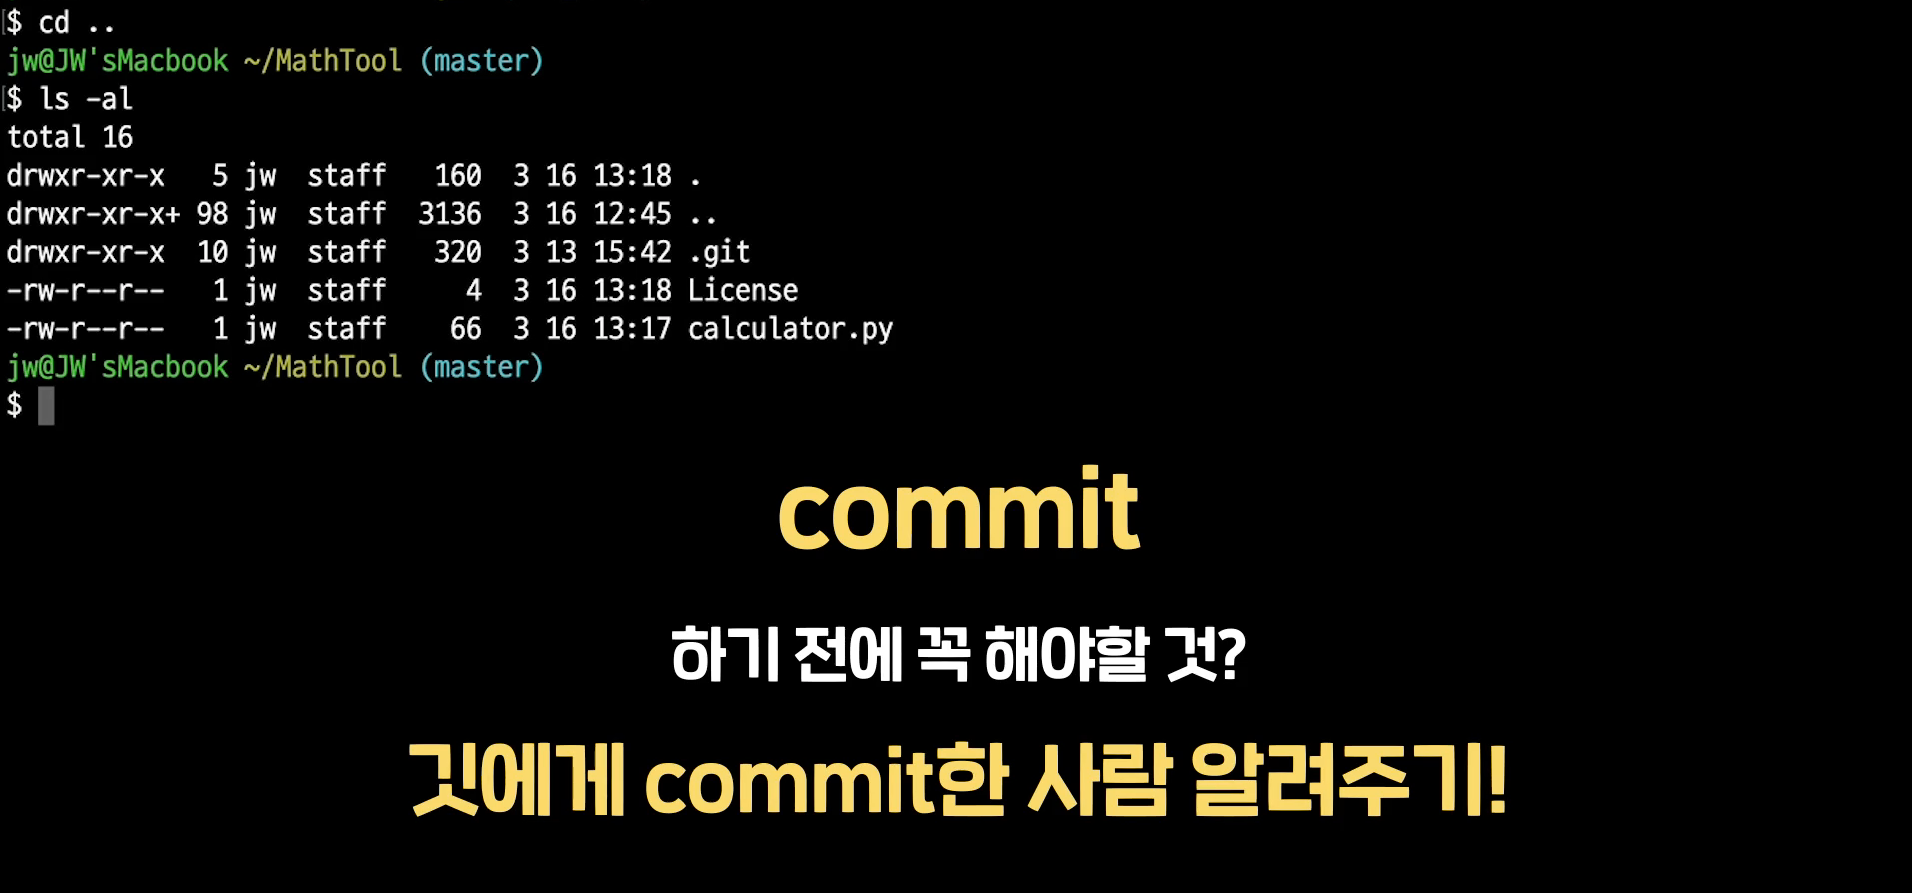 $ cd ..
jw@JW'sMacbook ~/MathTool (master)
$ ls -al
total 16
drwxr-xr-x   5 jw  staff   160  3 16 13:18 .
drwxr-xr-x+ 98 jw  staff  3136  3 16 12:45 ..
drwxr-xr-x  10 jw  staff   320  3 13 15:42 .git
-rw-r--r--   1 jw  staff     4  3 16 13:18 License
-rw-r--r--   1 jw  staff    66  3 16 13:17 calculator.py
jw@JW'sMacbook ~/MathTool (master)
$
commit
하기 전에 꼭 해야할 것?
깃에게 commit한 사람 알려주기!